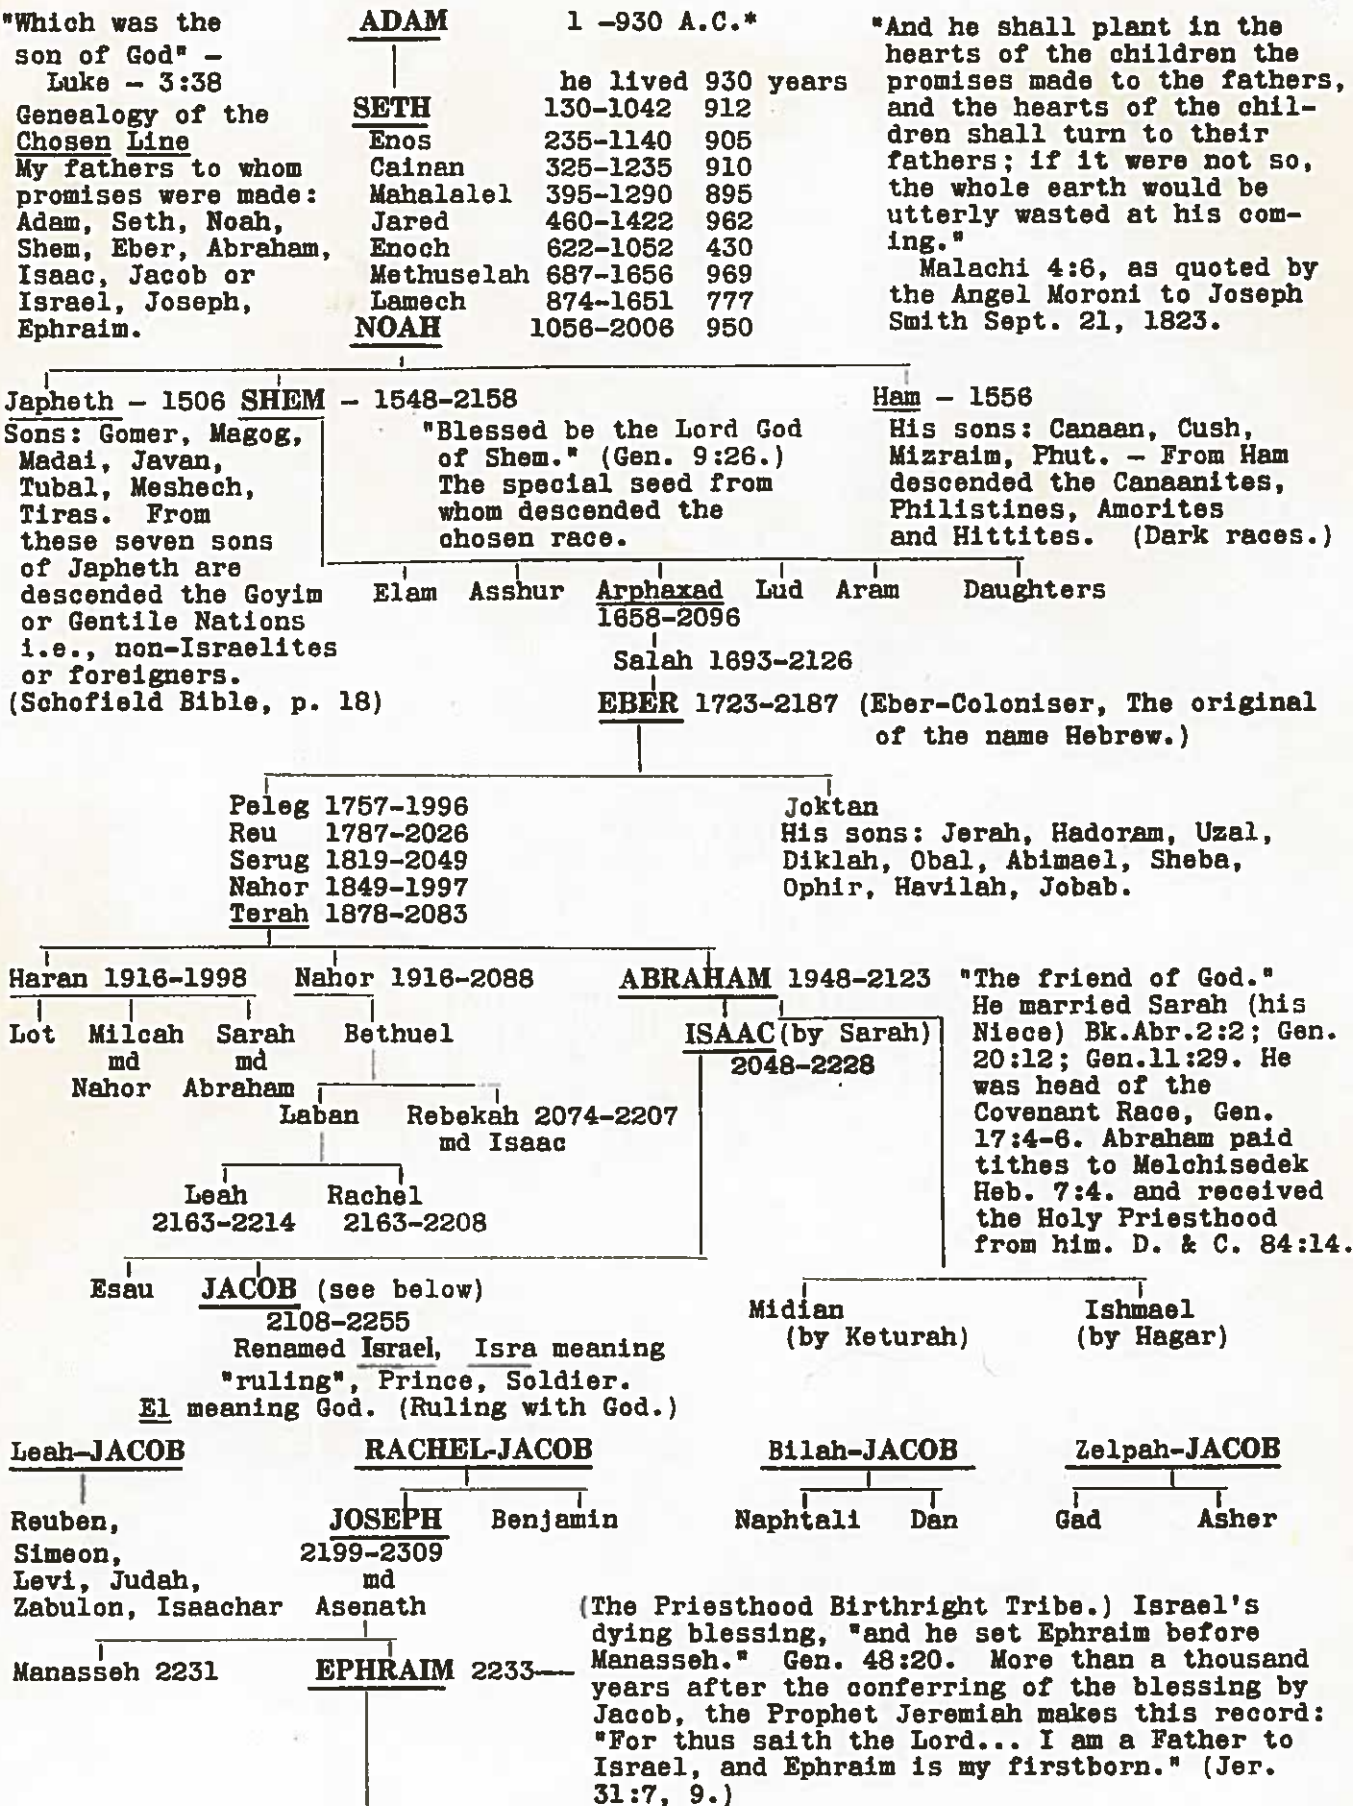 "Which was the
son of God" –
Luke – 3:38
Genealogy of the
Chosen Line
My fathers to whom
promises were made:
Adam, Seth, Noah,
Shem, Eber, Abraham,
Isaac, Jacob or
Israel, Joseph,
Ephraim.
ADAM 1 –930 A.C.*
he lived 930 years
SETH 130–1042 912
Enos 235–1140 905
Cainan 325–1235 910
Mahalalel 395–1290 895
Jared 460–1422 962
Enoch 622–1052 430
Methuselah 687–1656 969
Lamech 874–1651 777
NOAH 1056–2006 950
"And he shall plant in the
hearts of the children the
promises made to the fathers,
and the hearts of the chil-
dren shall turn to their
fathers; if it were not so,
the whole earth would be
utterly wasted at his com-
ing."
Malachi 4:6, as quoted by
the Angel Moroni to Joseph
Smith Sept. 21, 1823.
Japheth – 1506
Sons: Gomer, Magog,
Madai, Javan,
Tubal, Meshech,
Tiras. From
these seven sons
of Japheth are
descended the Goyim
or Gentile Nations
i.e., non-Israelites
or foreigners.
(Schofield Bible, p. 18)
SHEM – 1548–2158
"Blessed be the Lord God
of Shem." (Gen. 9:26.)
The special seed from
whom descended the
chosen race.
Ham – 1556
His sons: Canaan, Cush,
Mizraim, Phut. – From Ham
descended the Canaanites,
Philistines, Amorites
and Hittites. (Dark races.)
Elam Asshur Arphaxad Lud Aram Daughters
1658–2096
Salah 1693–2126
EBER 1723–2187 (Eber-Coloniser, The original
of the name Hebrew.)
Peleg 1757–1996
Reu 1787–2026
Serug 1819–2049
Nahor 1849–1997
Terah 1878–2083
Joktan
His sons: Jerah, Hadoram, Uzal,
Diklah, Obal, Abimael, Sheba,
Ophir, Havilah, Jobab.
Haran 1916–1998 Nahor 1916–2088 ABRAHAM 1948–2123
Lot Milcah Sarah Bethuel ISAAC (by Sarah)
md md 2048–2228
Nahor Abraham
Laban Rebekah 2074–2207
md Isaac
Leah Rachel
2163–2214 2163–2208
"The friend of God."
He married Sarah (his
Niece) Bk.Abr.2:2; Gen.
20:12; Gen.11:29. He
was head of the
Covenant Race, Gen.
17:4–6. Abraham paid
tithes to Melchisedek
Heb. 7:4. and received
the Holy Priesthood
from him. D. & C. 84:14.
Esau JACOB (see below)
2108–2255
Renamed Israel, Isra meaning
"ruling", Prince, Soldier.
El meaning God. (Ruling with God.)
Midian Ishmael
(by Keturah) (by Hagar)
Leah–JACOB RACHEL-JACOB Bilah–JACOB Zelpah–JACOB
Reuben,
Simeon,
Levi, Judah,
Zabulon, Isaachar
JOSEPH Benjamin Naphtali Dan Gad Asher
2199–2309
md
Asenath
Manasseh 2231 EPHRAIM 2233—
(The Priesthood Birthright Tribe.) Israel's
dying blessing, "and he set Ephraim before
Manasseh." Gen. 48:20. More than a thousand
years after the conferring of the blessing by
Jacob, the Prophet Jeremiah makes this record:
"For thus saith the Lord... I am a Father to
Israel, and Ephraim is my firstborn." (Jer.
31:7, 9.)